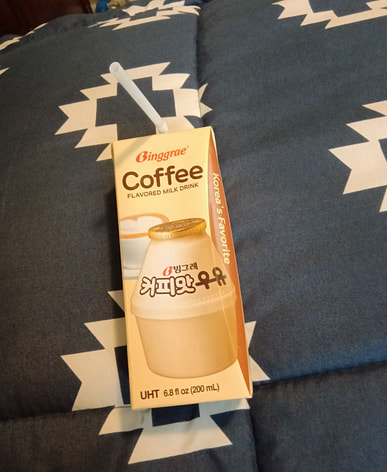 Binggrae
Coffee
FLAVORED MILK DRINK
Korea's Favorite
빙그레
커피맛우유
UHT 6.8 fl oz (200 mL)